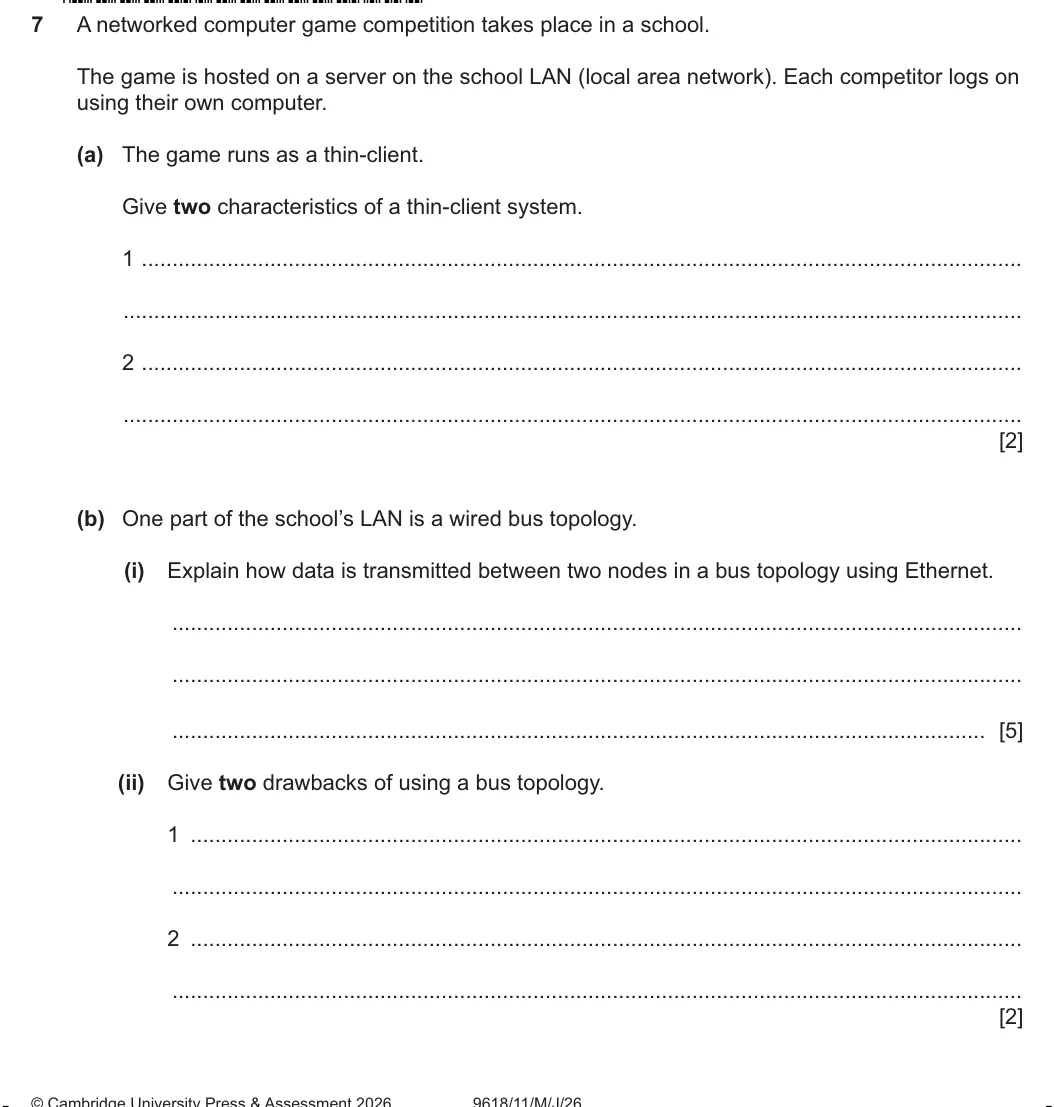 7 A networked computer game competition takes place in a school.
The game is hosted on a server on the school LAN (local area network). Each competitor logs on
using their own computer.
(a) The game runs as a thin-client.
Give two characteristics of a thin-client system.
1 ................................................................................................................................................
...................................................................................................................................................
2 ................................................................................................................................................
...................................................................................................................................................
[2]
(b) One part of the school’s LAN is a wired bus topology.
(i) Explain how data is transmitted between two nodes in a bus topology using Ethernet.
...........................................................................................................................................
...........................................................................................................................................
..................................................................................................................................... [5]
(ii) Give two drawbacks of using a bus topology.
1 ........................................................................................................................................
...........................................................................................................................................
2 ........................................................................................................................................
...........................................................................................................................................
[2]
© Cambridge University Press & Assessment 2026 9618/11/M/J/26